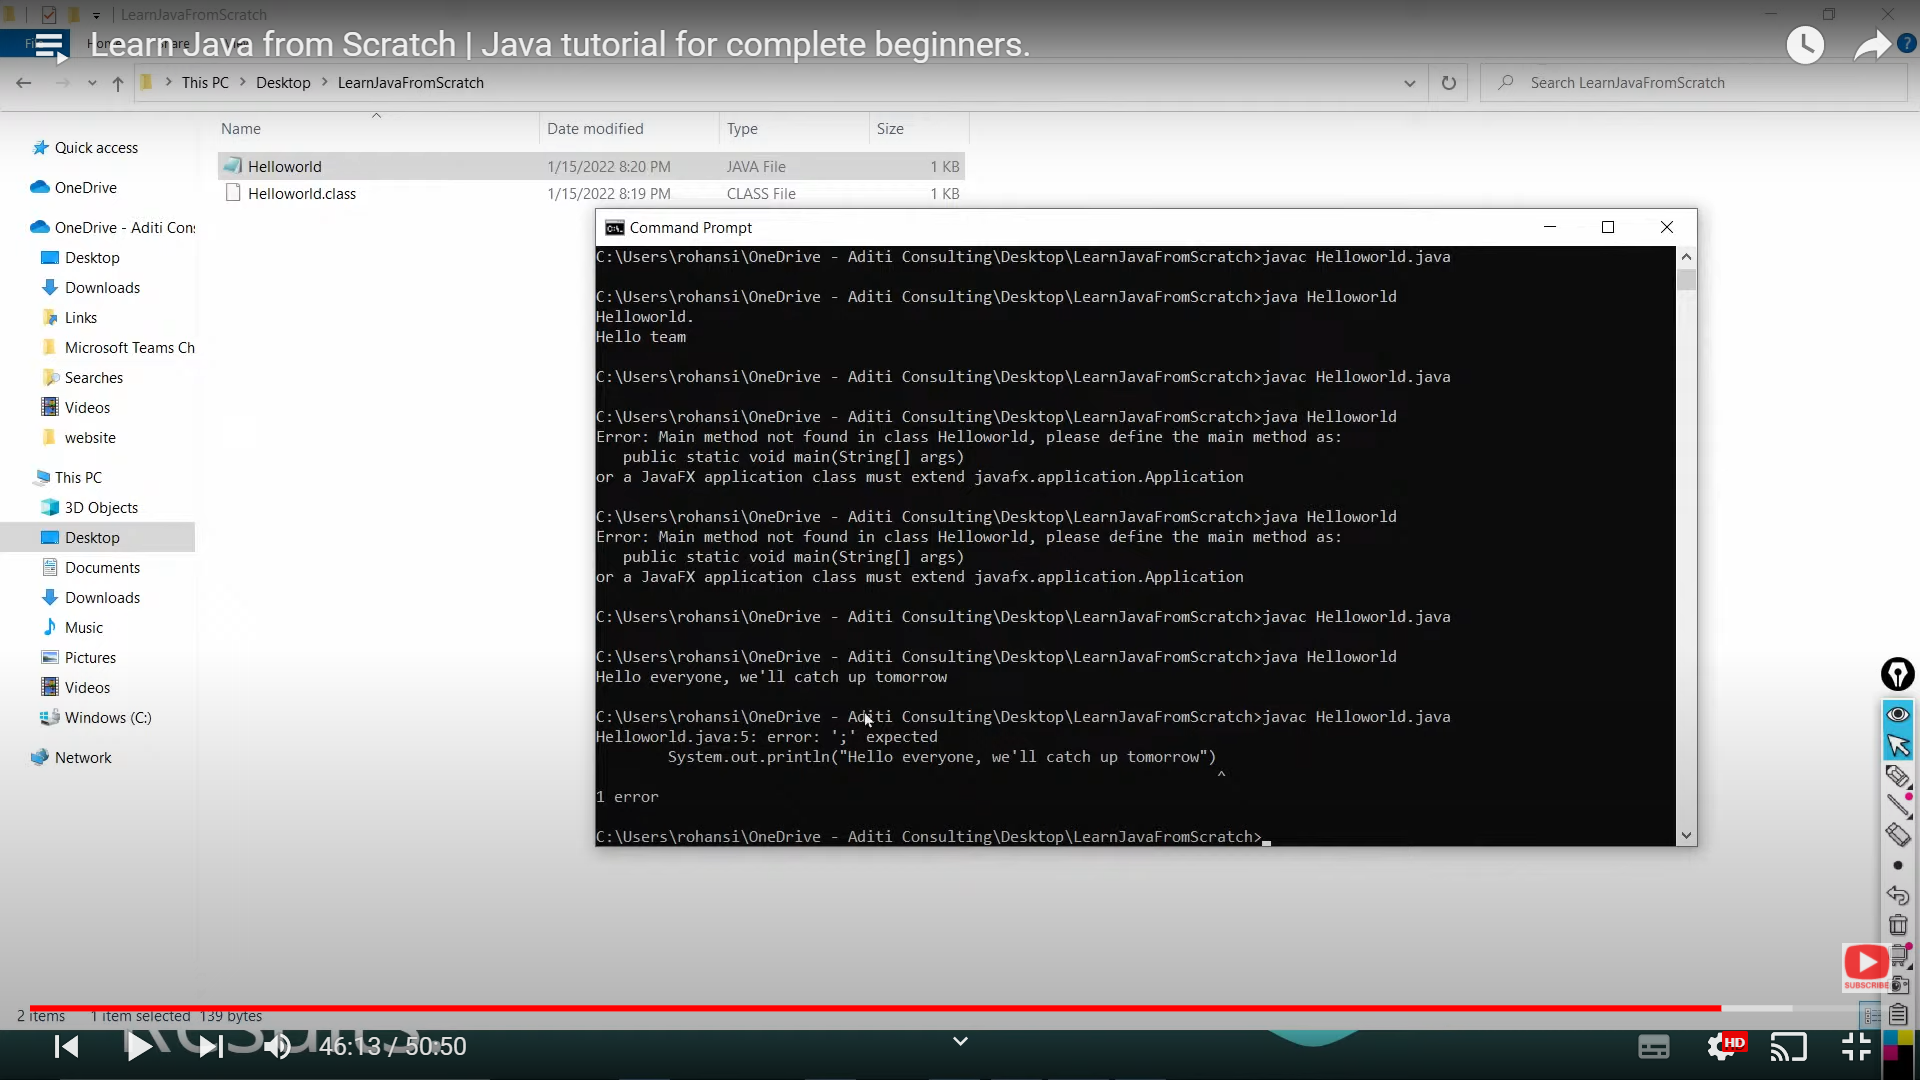 LearnJavaFromScratch
Learn Java from Scratch | Java tutorial for complete beginners.
This PC > Desktop > LearnJavaFromScratch
Search LearnJavaFromScratch
Name Date modified Type Size
Quick access
OneDrive
OneDrive - Aditi Cons
Desktop
Downloads
Links
Microsoft Teams Ch
Searches
Videos
website
This PC
3D Objects
Desktop
Documents
Downloads
Music
Pictures
Videos
Windows (C:)
Network
Helloworld 1/15/2022 8:20 PM JAVA File 1 KB
Helloworld.class 1/15/2022 8:19 PM CLASS File 1 KB
Command Prompt
C:\Users\rohansi\OneDrive - Aditi Consulting\Desktop\LearnJavaFromScratch>javac Helloworld.java
C:\Users\rohansi\OneDrive - Aditi Consulting\Desktop\LearnJavaFromScratch>java Helloworld
Helloworld.
Hello team
C:\Users\rohansi\OneDrive - Aditi Consulting\Desktop\LearnJavaFromScratch>javac Helloworld.java
C:\Users\rohansi\OneDrive - Aditi Consulting\Desktop\LearnJavaFromScratch>java Helloworld
Error: Main method not found in class Helloworld, please define the main method as:
public static void main(String[] args)
or a JavaFX application class must extend javafx.application.Application
C:\Users\rohansi\OneDrive - Aditi Consulting\Desktop\LearnJavaFromScratch>java Helloworld
Error: Main method not found in class Helloworld, please define the main method as:
public static void main(String[] args)
or a JavaFX application class must extend javafx.application.Application
C:\Users\rohansi\OneDrive - Aditi Consulting\Desktop\LearnJavaFromScratch>javac Helloworld.java
C:\Users\rohansi\OneDrive - Aditi Consulting\Desktop\LearnJavaFromScratch>java Helloworld
Hello everyone, we'll catch up tomorrow
C:\Users\rohansi\OneDrive - Aditi Consulting\Desktop\LearnJavaFromScratch>javac Helloworld.java
Helloworld.java:5: error: ';' expected
System.out.println("Hello everyone, we'll catch up tomorrow")
^
1 error
C:\Users\rohansi\OneDrive - Aditi Consulting\Desktop\LearnJavaFromScratch>
SUBSCRIBE
2 items 1 item selected 139 bytes
46:13 / 50:50
HD